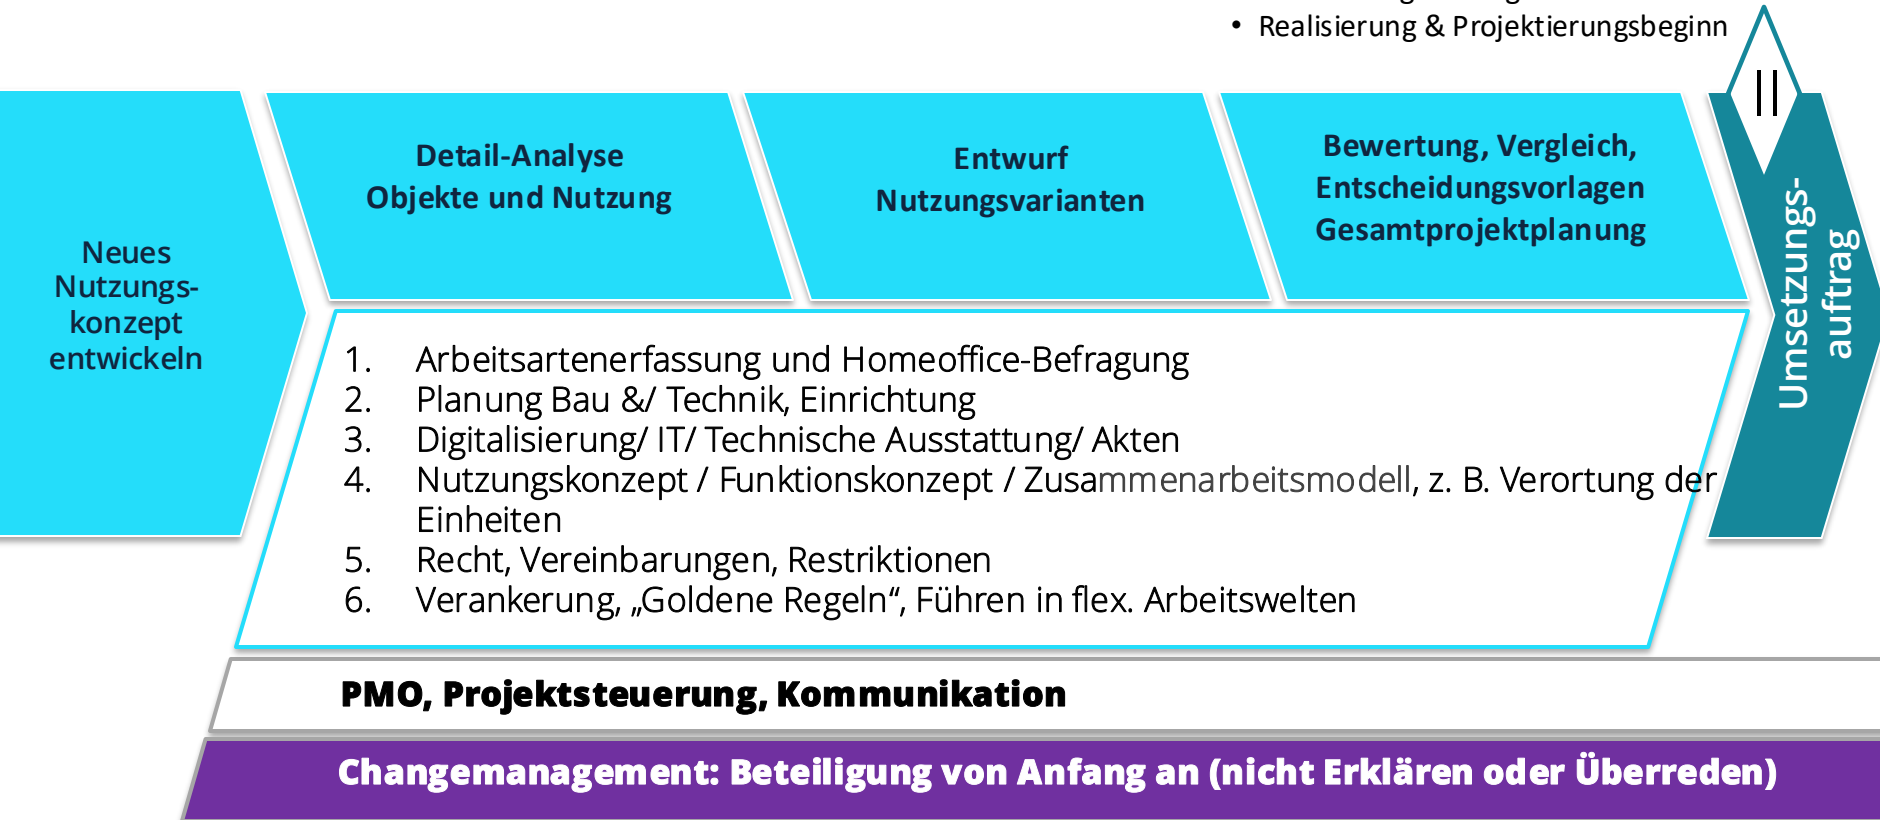 • Realisierung & Projektierungsbeginn
||
Neues
Nutzungs-
konzept
entwickeln
Detail-Analyse
Objekte und Nutzung
Entwurf
Nutzungsvarianten
Bewertung, Vergleich,
Entscheidungsvorlagen
Gesamtprojektplanung
Umsetzungs-
auftrag
1. Arbeitsartenerfassung und Homeoffice-Befragung
2. Planung Bau &/ Technik, Einrichtung
3. Digitalisierung/ IT/ Technische Ausstattung/ Akten
4. Nutzungskonzept / Funktionskonzept / Zusammenarbeitsmodell, z. B. Verortung der
Einheiten
5. Recht, Vereinbarungen, Restriktionen
6. Verankerung, „Goldene Regeln“, Führen in flex. Arbeitswelten
PMO, Projektsteuerung, Kommunikation
Changemanagement: Beteiligung von Anfang an (nicht Erklären oder Überreden)